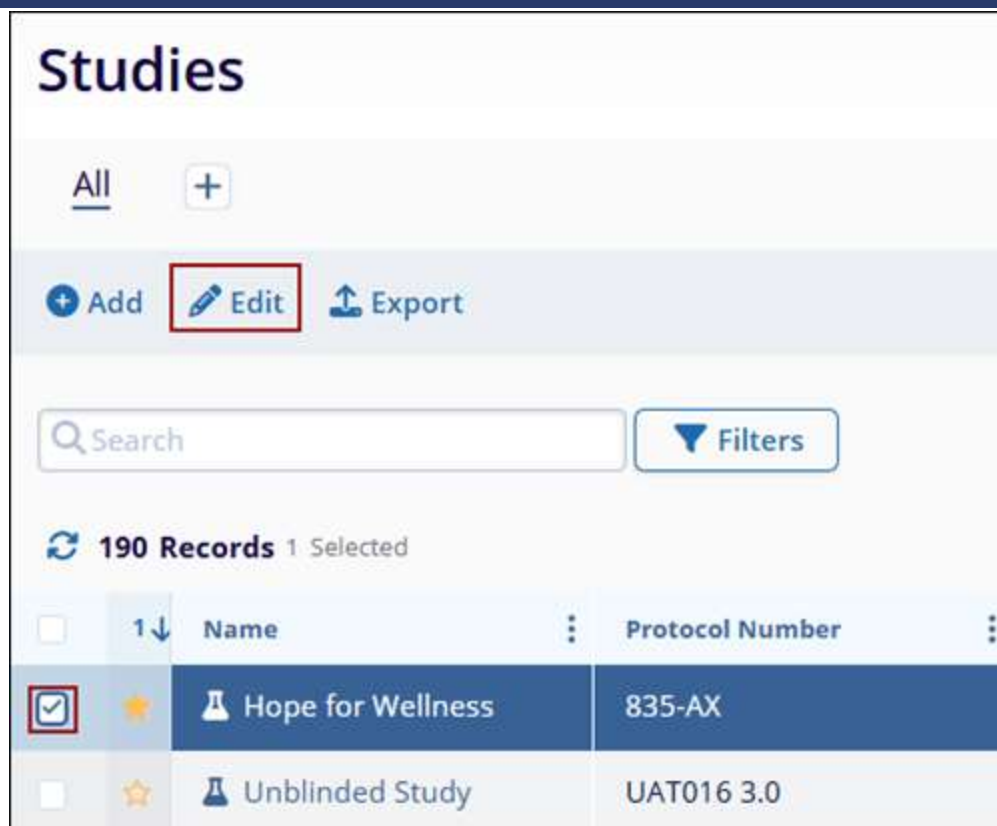 Studies
All
Add Edit Export
Search Filters
190 Records 1 Selected
1 Name Protocol Number
Hope for Wellness 835-AX
Unblinded Study UAT016 3.0